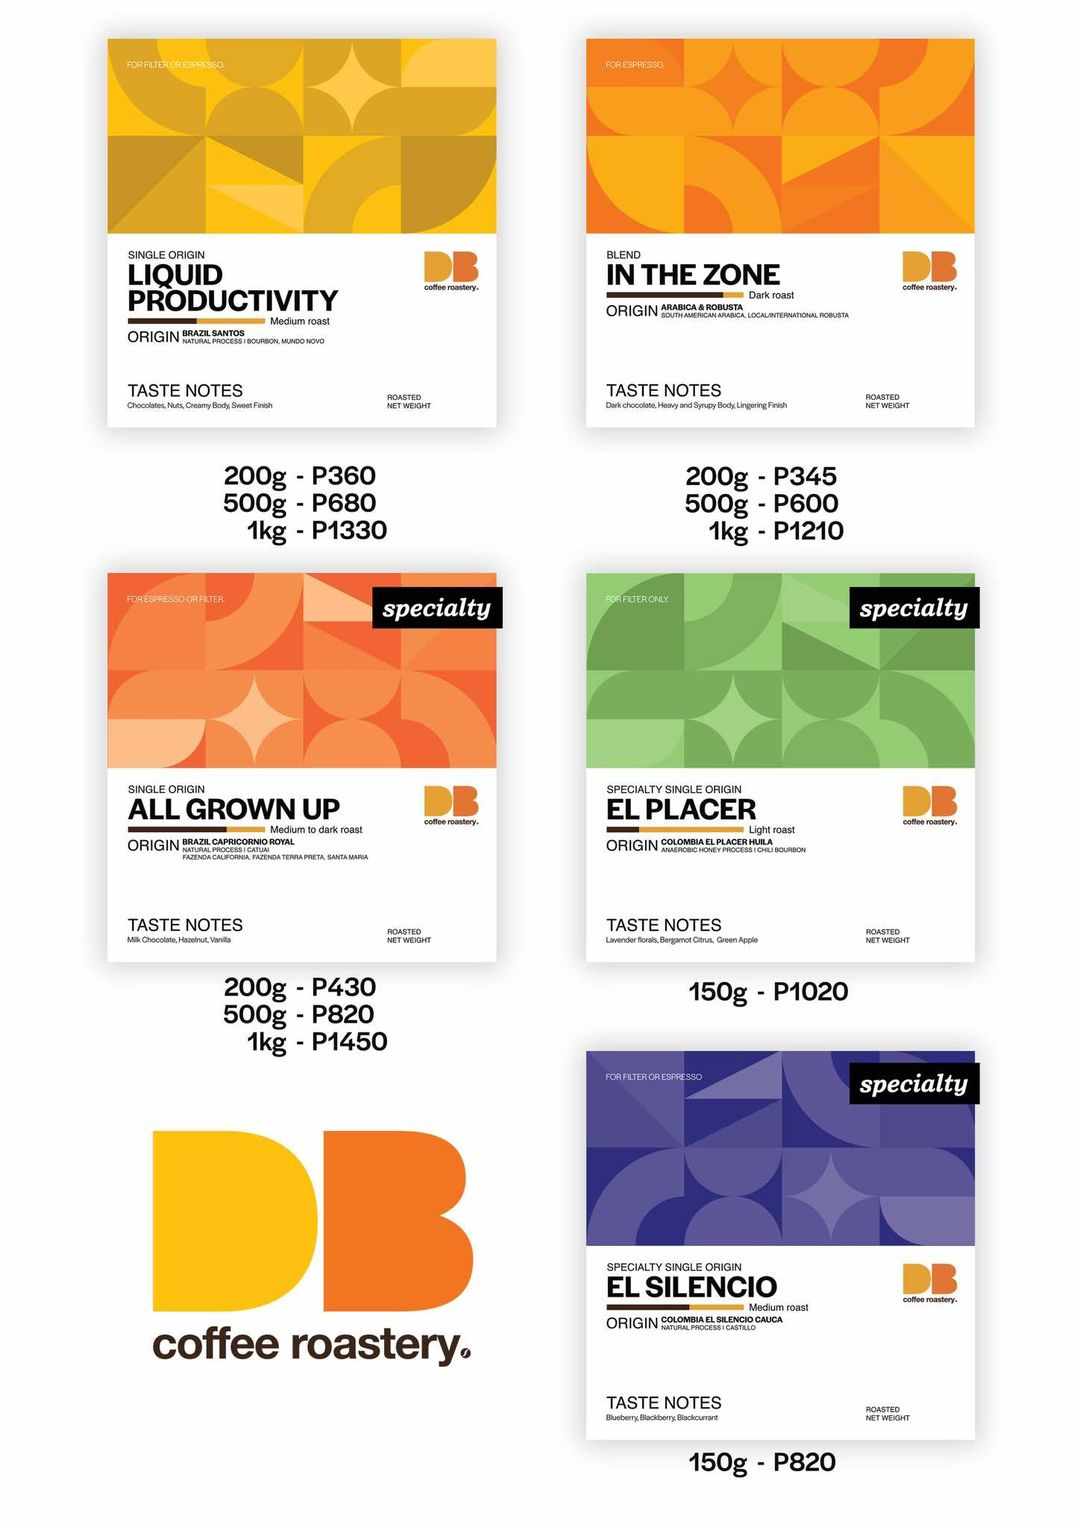 FOR FILTER OR ESPRESSO.
SINGLE ORIGIN
LIQUID
PRODUCTIVITY
Medium roast
ORIGIN BRAZIL SANTOS
NATURAL PROCESS | BOURBON, MUNDO NOVO
TASTE NOTES
Chocolates, Nuts, Creamy Body, Sweet Finish
ROASTED
NET WEIGHT
DB
coffee roastery.
200g - P360
500g - P680
1kg - P1330
FOR ESPRESSO.
BLEND
IN THE ZONE
Dark roast
ORIGIN ARABICA & ROBUSTA
SOUTH AMERICAN ARABICA, LOCAL/INTERNATIONAL ROBUSTA
TASTE NOTES
Dark chocolate, Heavy and Syrupy Body, Lingering Finish
ROASTED
NET WEIGHT
DB
coffee roastery.
200g - P345
500g - P600
1kg - P1210
FOR ESPRESSO OR FILTER.
specialty
SINGLE ORIGIN
ALL GROWN UP
Medium to dark roast
ORIGIN BRAZIL CAPRICORNIO ROYAL
NATURAL PROCESS | CATUAI
FAZENDA CALIFORNIA, FAZENDA TERRA PRETA, SANTA MARIA
TASTE NOTES
Milk Chocolate, Hazelnut, Vanilla
ROASTED
NET WEIGHT
DB
coffee roastery.
200g - P430
500g - P820
1kg - P1450
FOR FILTER ONLY.
specialty
SPECIALTY SINGLE ORIGIN
EL PLACER
Light roast
ORIGIN COLOMBIA EL PLACER HUILA
ANAEROBIC HONEY PROCESS | CHILI BOURBON
TASTE NOTES
Lavender florals, Bergamot Citrus, Green Apple
ROASTED
NET WEIGHT
DB
coffee roastery.
150g - P1020
DB
coffee roastery.
FOR FILTER OR ESPRESSO
specialty
SPECIALTY SINGLE ORIGIN
EL SILENCIO
Medium roast
ORIGIN COLOMBIA EL SILENCIO CAUCA
NATURAL PROCESS | CASTILLO
TASTE NOTES
Blueberry, Blackberry, Blackcurrant
ROASTED
NET WEIGHT
DB
coffee roastery.
150g - P820